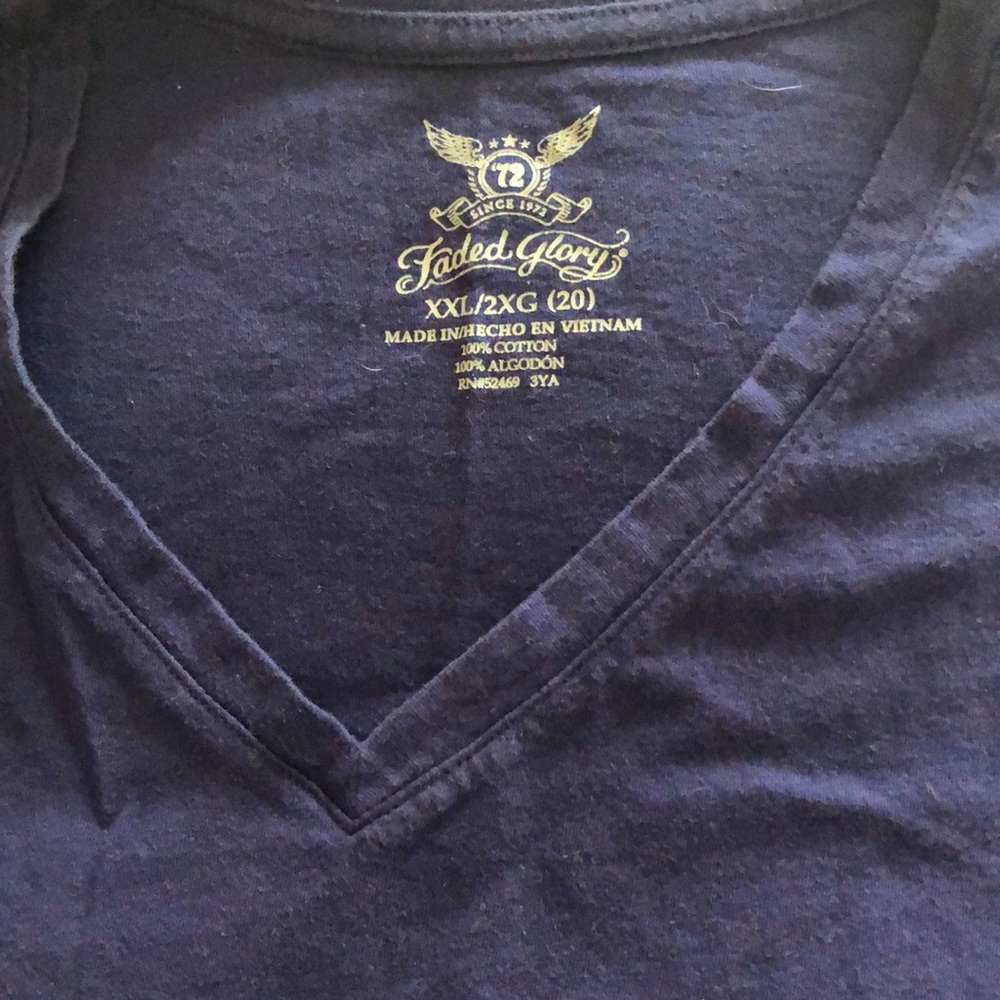 '72
SINCE 1973
Faded Glory
XXL/2XG (20)
MADE IN/HECHO EN VIETNAM
100% COTTON
100% ALGODÓN
RN#52469 3YA